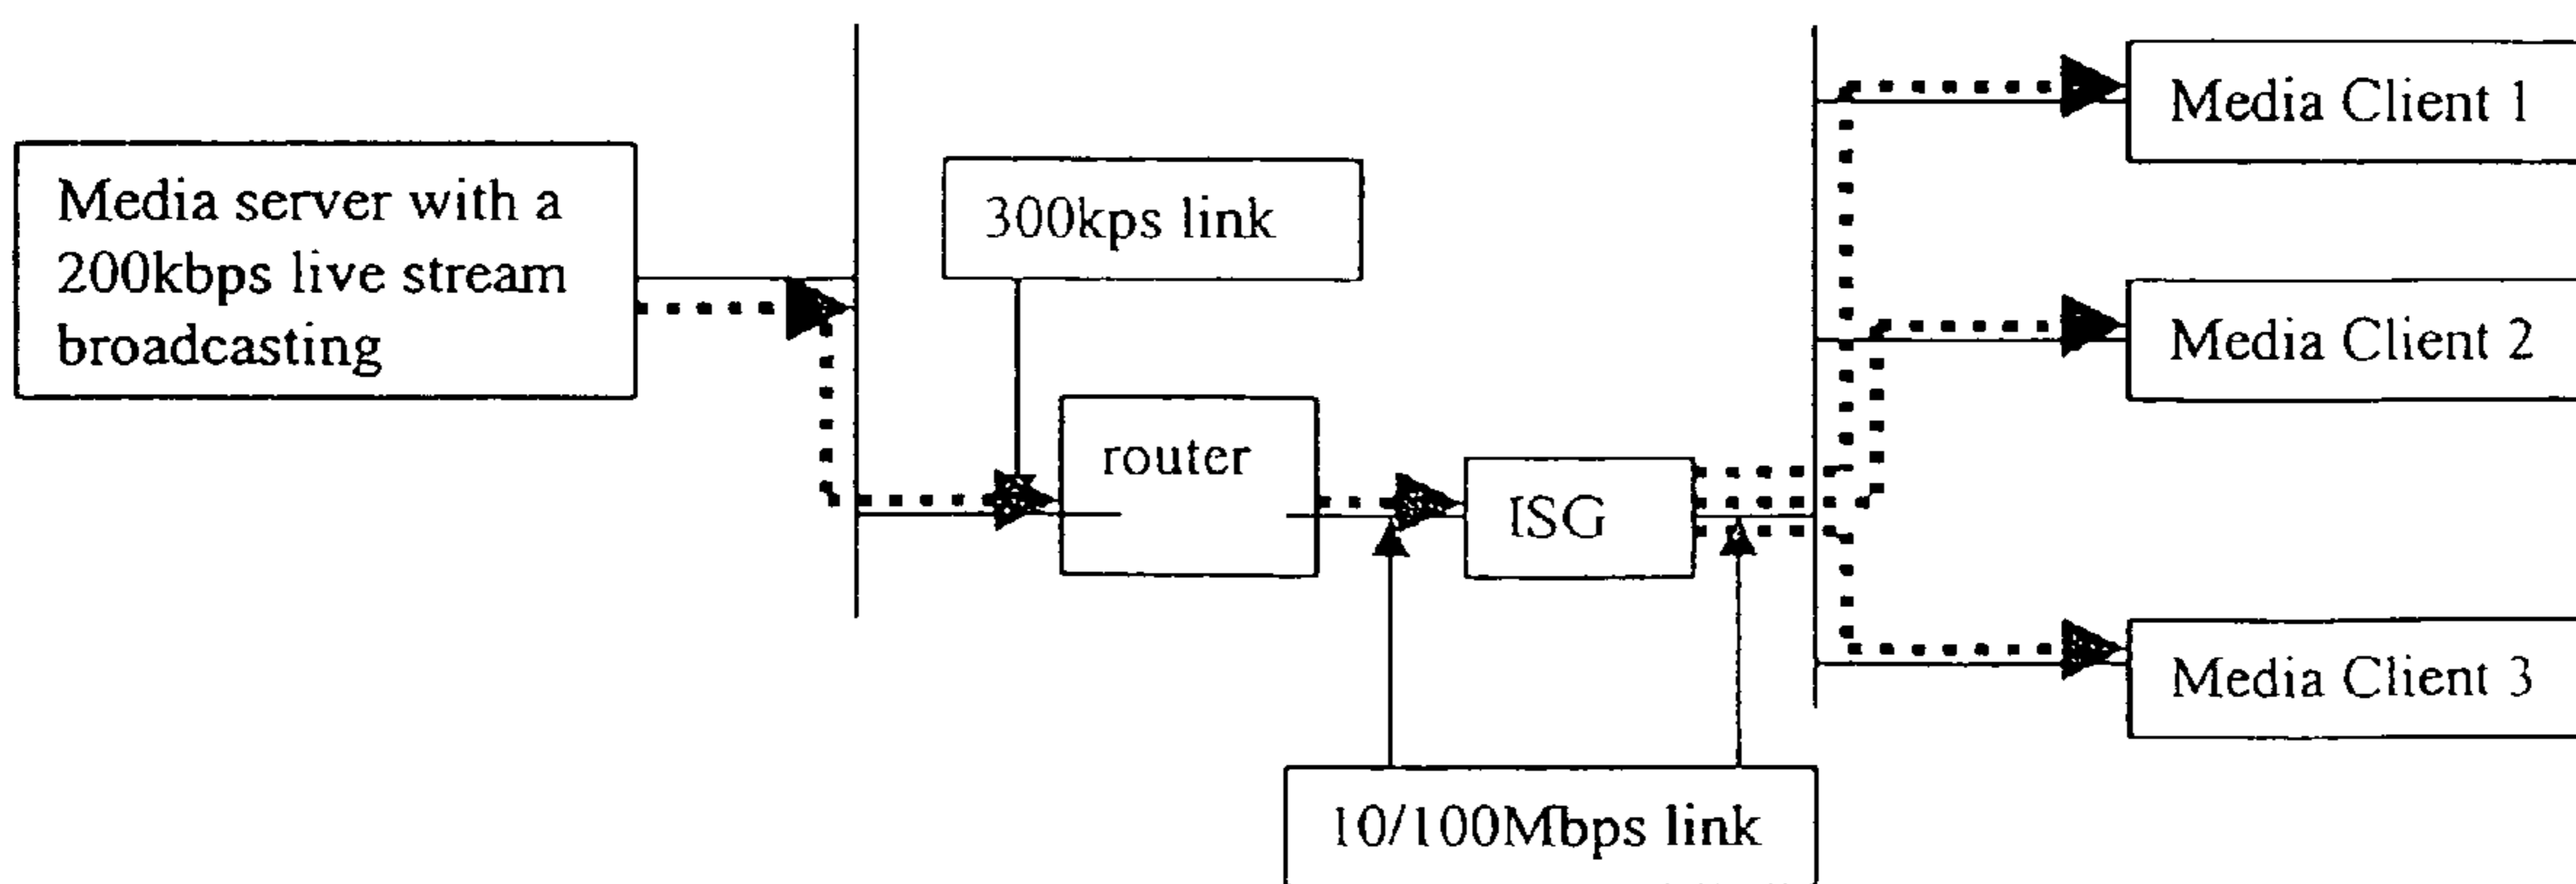 Media server with a
200kbps live stream
broadcasting
300kps link
router
ISG
10/100Mbps link
Media Client 1
Media Client 2
Media Client 3